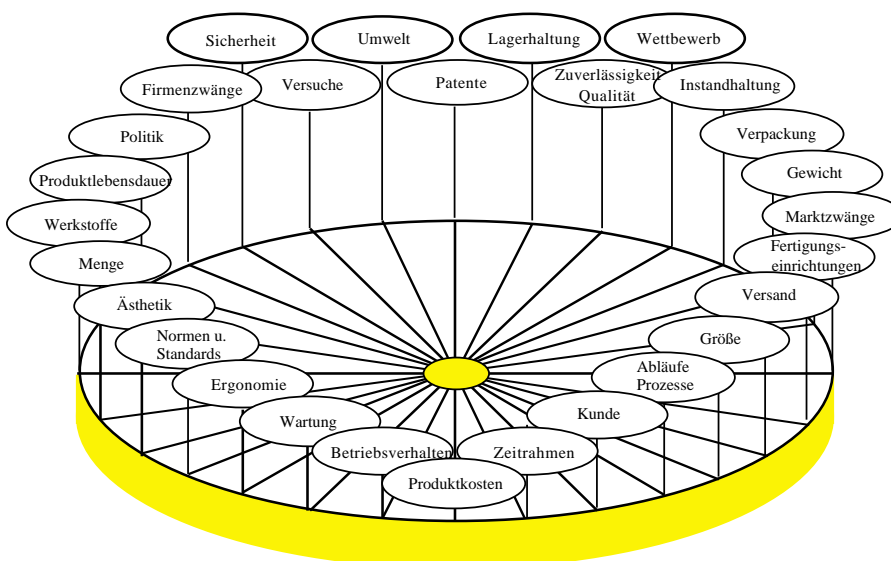 Sicherheit
Umwelt
Lagerhaltung
Wettbewerb
Firmenzwänge
Versuche
Patente
Zuverlässigkeit
Qualität
Instandhaltung
Politik
Verpackung
Produktlebensdauer
Gewicht
Werkstoffe
Marktzwänge
Menge
Fertigungs-
einrichtungen
Ästhetik
Versand
Normen u.
Standards
Größe
Ergonomie
Abläufe
Prozesse
Wartung
Kunde
Betriebsverhalten
Zeitrahmen
Produktkosten